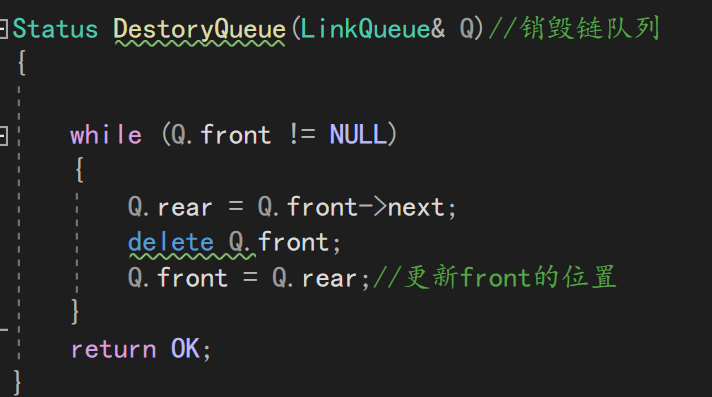 Status DestoryQueue(LinkQueue& Q)//销毁链队列
{
while (Q.front != NULL)
{
Q.rear = Q.front->next;
delete Q.front;
Q.front = Q.rear;//更新front的位置
}
return OK;
}